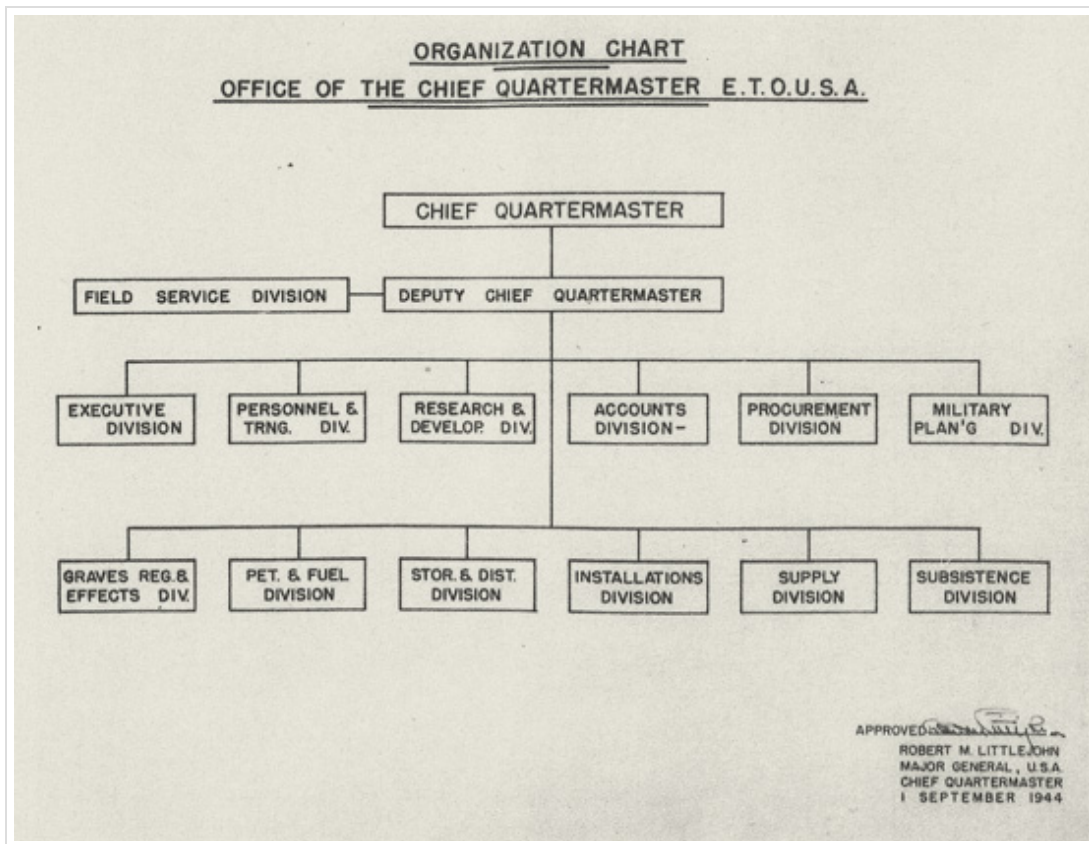 ORGANIZATION CHART
OFFICE OF THE CHIEF QUARTERMASTER E.T.O.U.S.A.
CHIEF QUARTERMASTER
FIELD SERVICE DIVISION
DEPUTY CHIEF QUARTERMASTER
EXECUTIVE
DIVISION
PERSONNEL &
TRNG. DIV.
RESEARCH &
DEVELOP. DIV.
ACCOUNTS
DIVISION-
PROCUREMENT
DIVISION
MILITARY
PLAN'G DIV.
GRAVES REG. &
EFFECTS DIV.
PET. & FUEL
DIVISION
STOR. & DIST.
DIVISION
INSTALLATIONS
DIVISION
SUPPLY
DIVISION
SUBSISTENCE
DIVISION
APPROVED
ROBERT M. LITTLEJOHN
MAJOR GENERAL, U.S.A.
CHIEF QUARTERMASTER
1 SEPTEMBER 1944